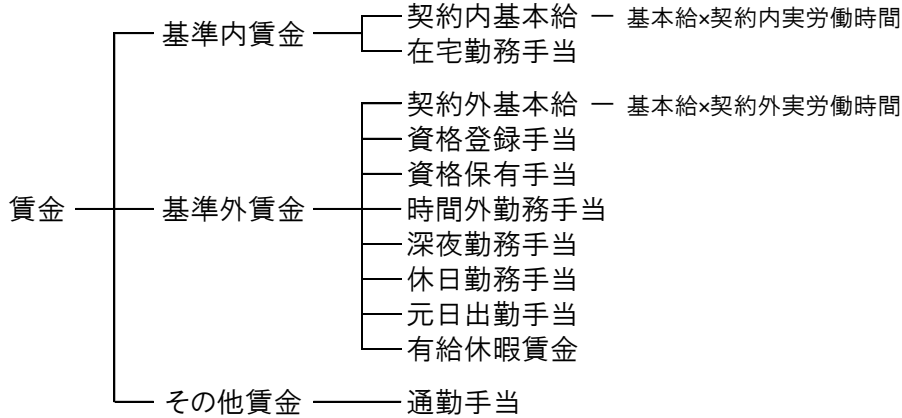 契約内基本給 ー 基本給×契約内実労働時間
基準内賃金
在宅勤務手当
契約外基本給 ー 基本給×契約外実労働時間
資格登録手当
資格保有手当
賃金 基準外賃金 時間外勤務手当
深夜勤務手当
休日勤務手当
元日出勤手当
有給休暇賃金
その他賃金 通勤手当